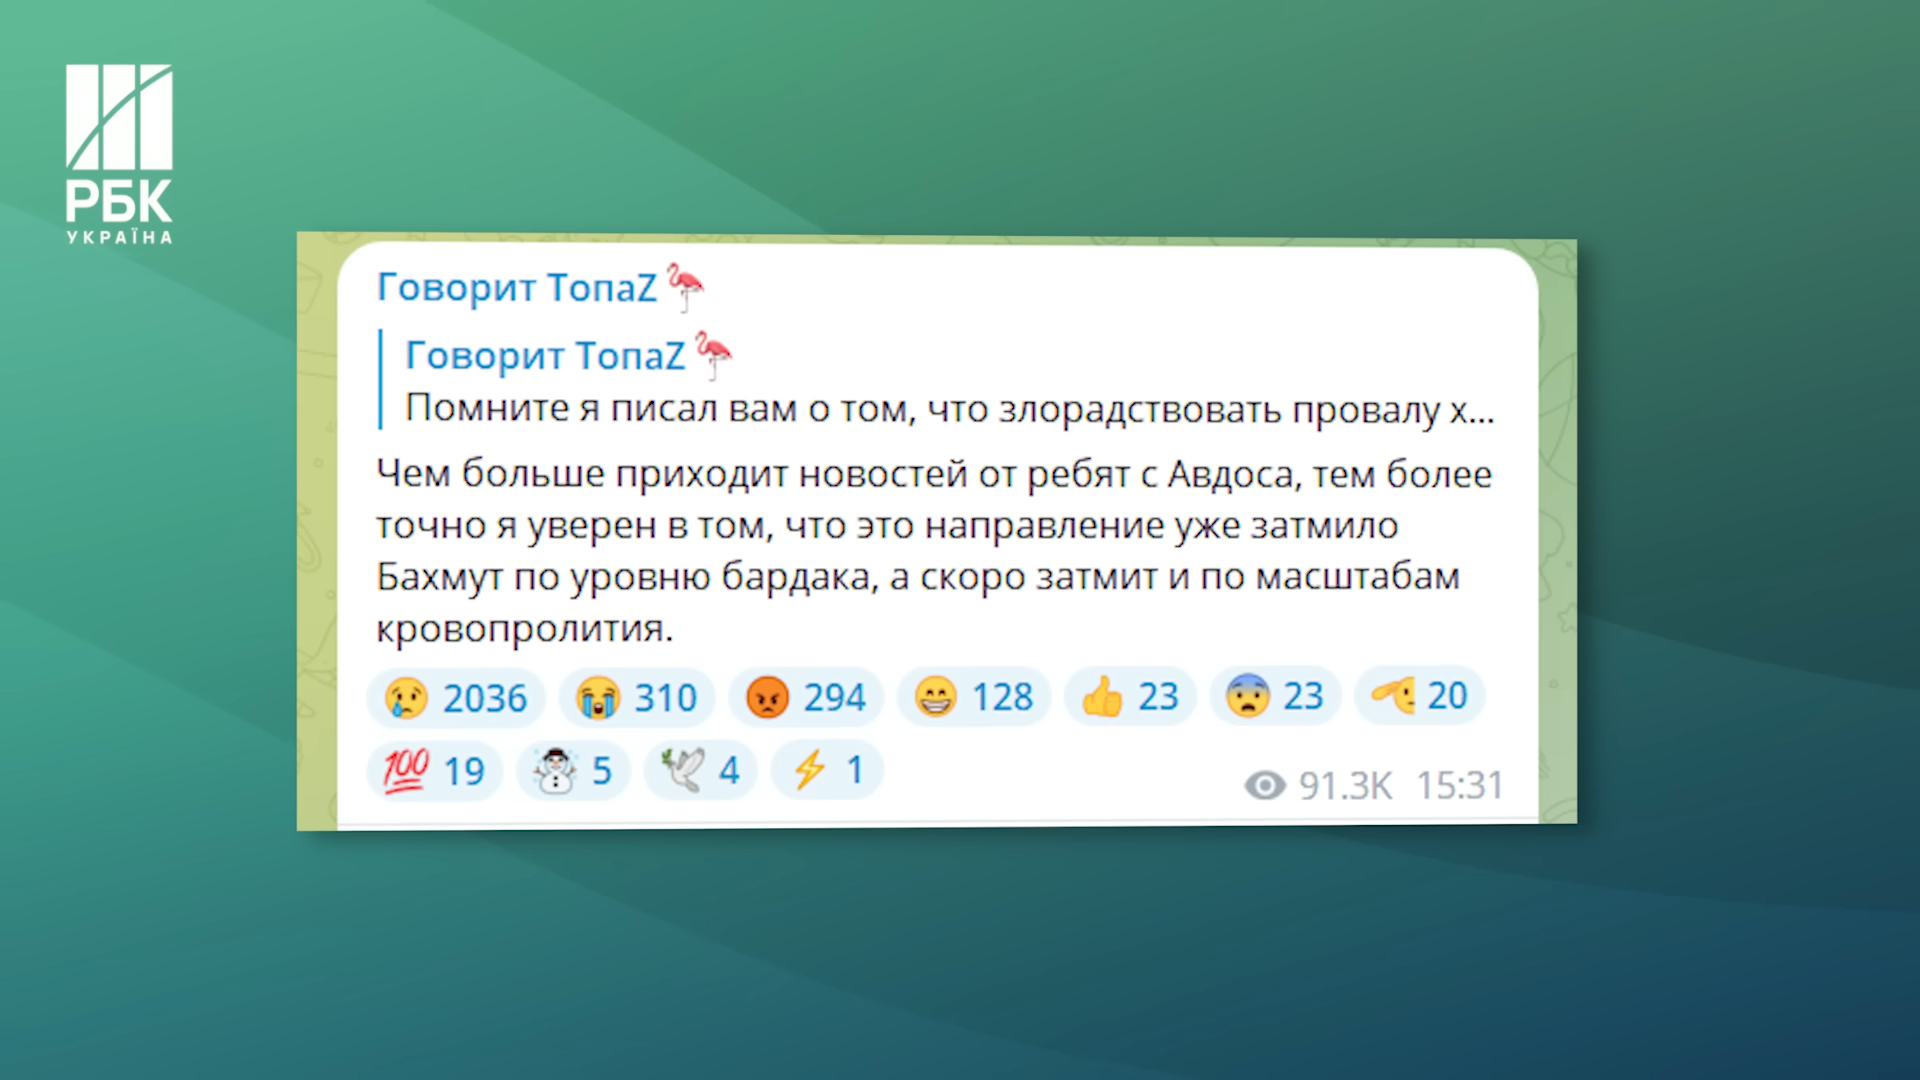 РБК
УКРАЇНА
Говорит ТопаZ🦩
Говорит ТопаZ🦩
Помните я писал вам о том, что злорадствовать провалу х...
Чем больше приходит новостей от ребят с Авдоса, тем более
точно я уверен в том, что это направление уже затмило
Бахмут по уровню бардака, а скоро затмит и по масштабам
кровопролития.
😢 2036 😭 310 😡 294 😁 128 👍 23 😨 23 🫡 20
💯 19 ☃ 5 🕊 4 ⚡ 1
91.3K 15:31